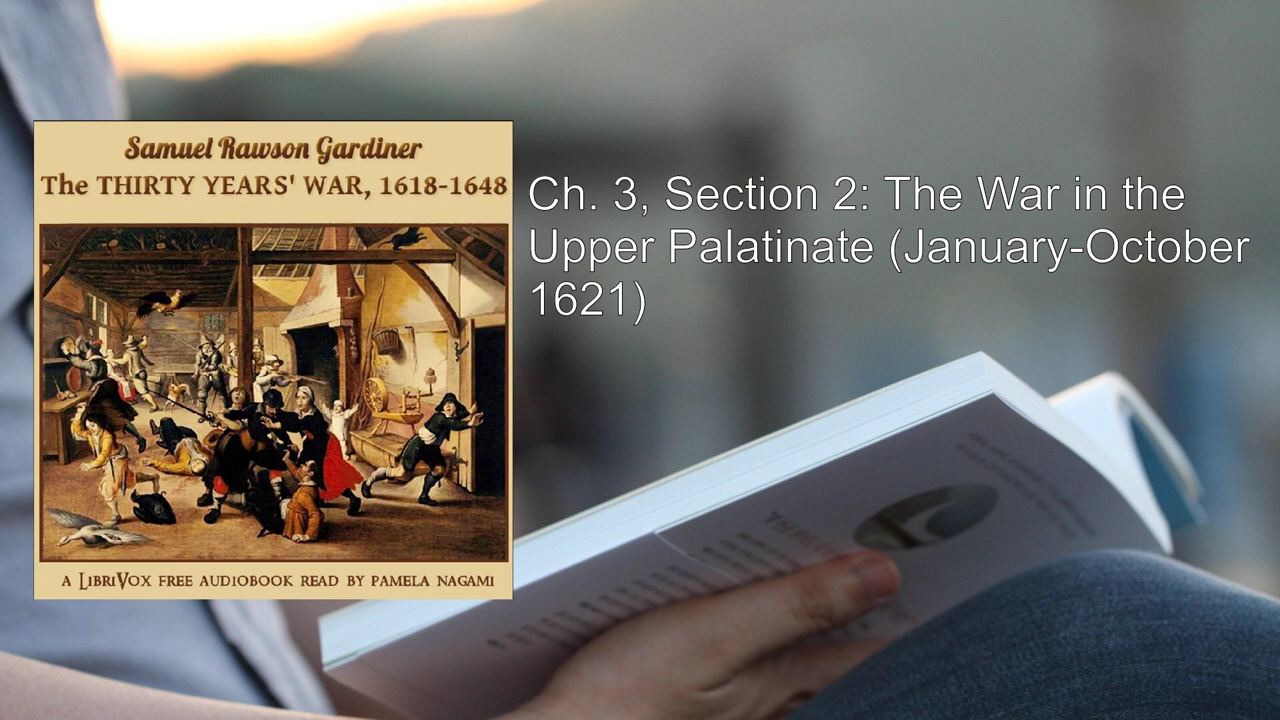 Samuel Rawson Gardiner
The THIRTY YEARS' WAR, 1618-1648
A LIBRIVOX FREE AUDIOBOOK READ BY PAMELA NAGAMI
Ch. 3, Section 2: The War in the
Upper Palatinate (January-October
1621)